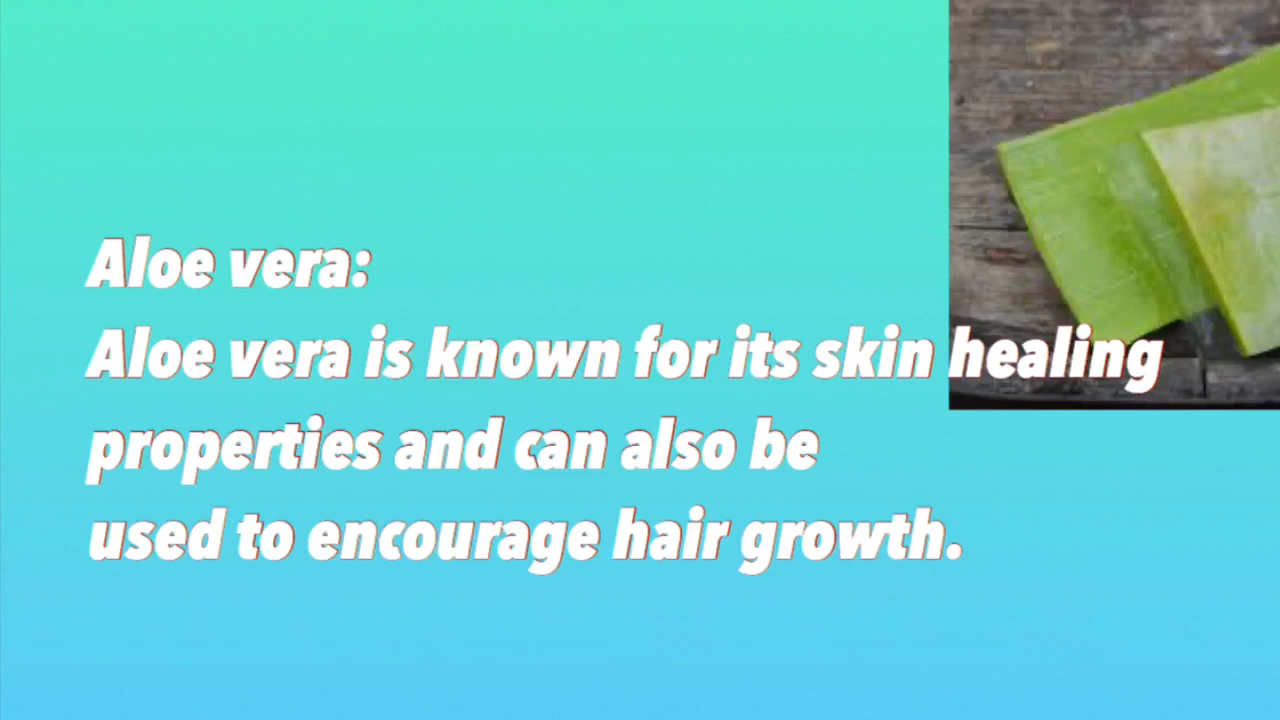 Aloe vera:
Aloe vera is known for its skin healing
properties and can also be
used to encourage hair growth.